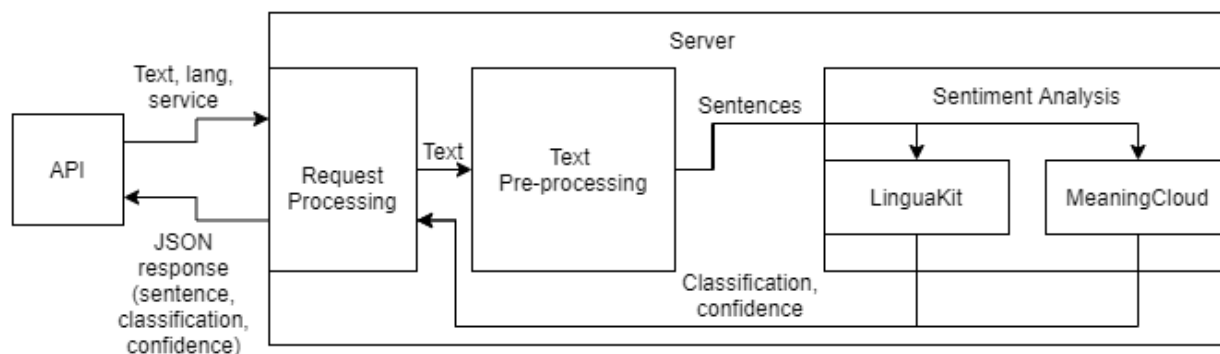 Server
Text, lang,
service
API
Request
Processing
Text
Text
Pre-processing
Sentences
Sentiment Analysis
LinguaKit
MeaningCloud
JSON
response
(sentence,
classification,
confidence)
Classification,
confidence